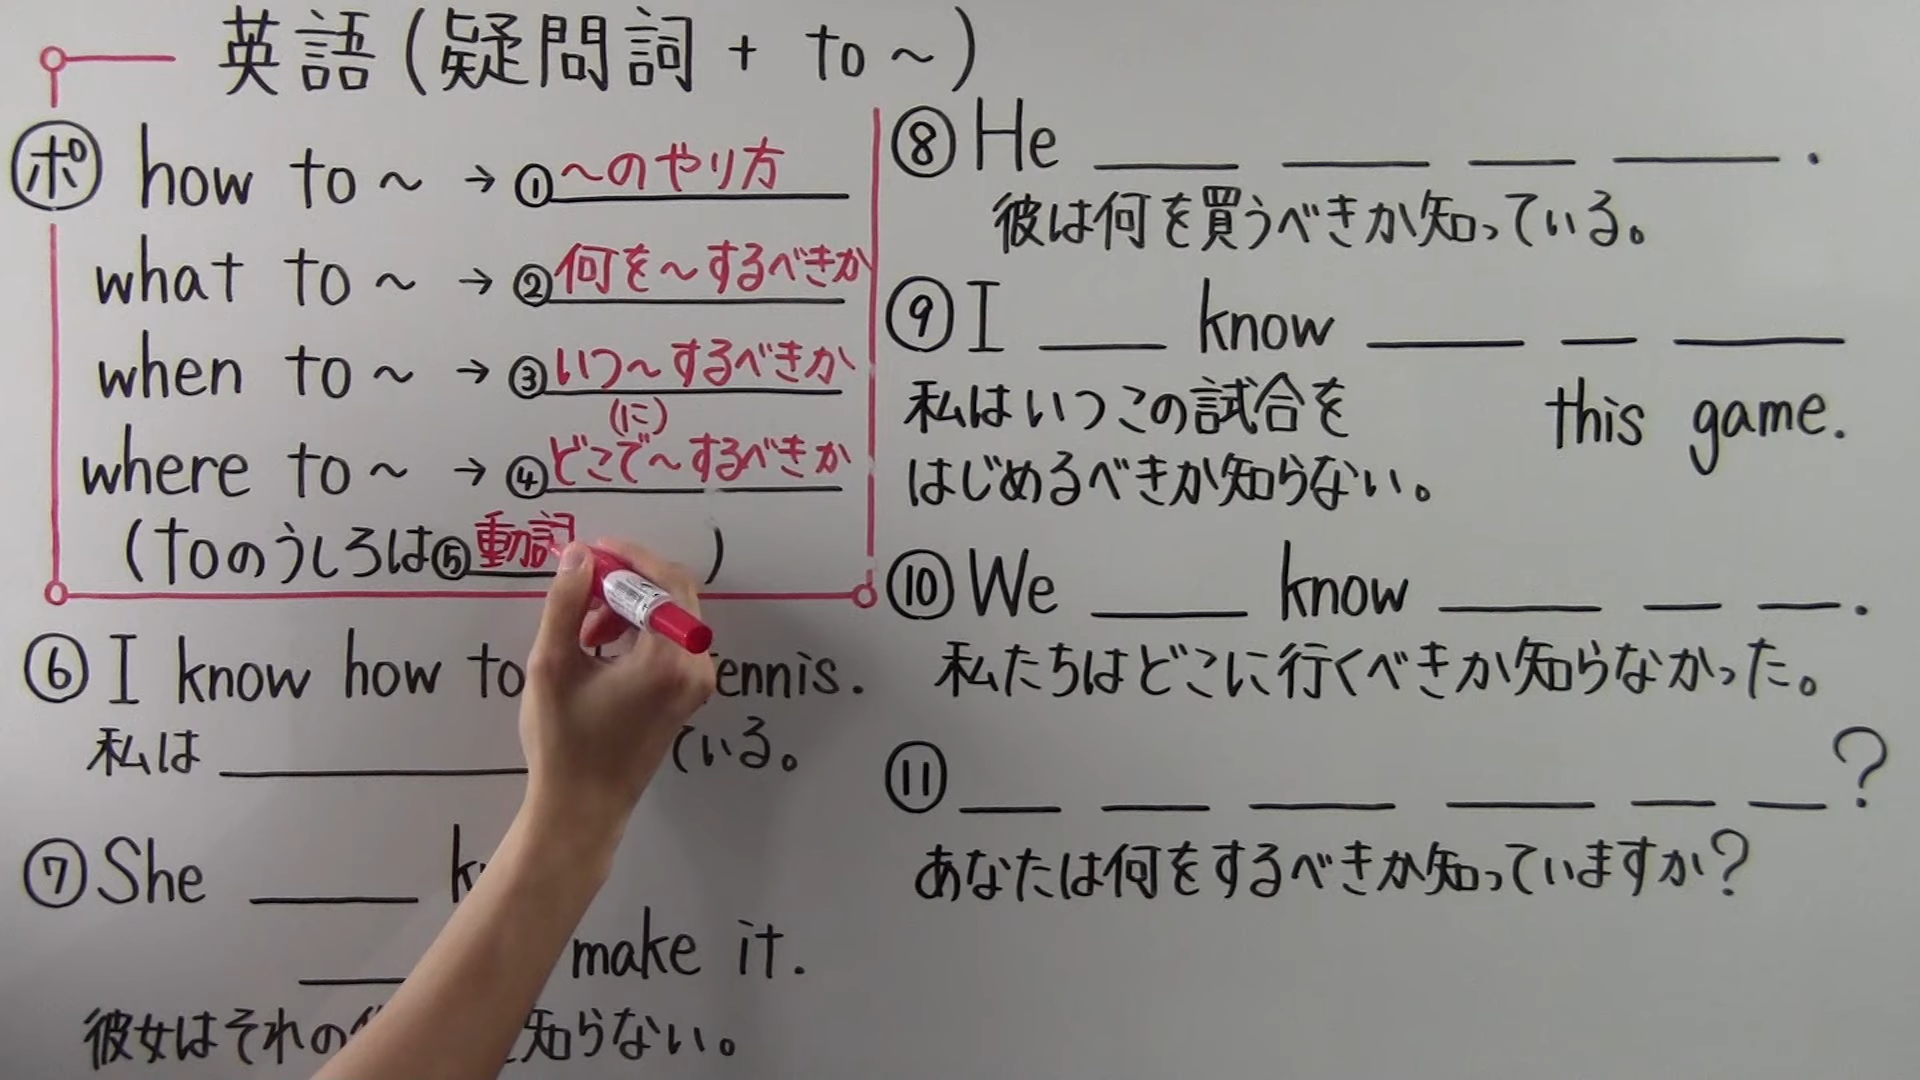 英語(疑問詞 + to ~)
ポ how to ~ → ①~のやり方
what to ~ → ②何を~するべきか
when to ~ → ③いつ~するべきか
(に)
where to ~ → ④どこで~するべきか
(toのうしろは⑤動詞 )
⑥ I know how to ennis.
私は ている。
⑦ She
make it.
彼女はそれの 知らない。
⑧ He .
彼は何を買うべきか知っている。
⑨ I know
私はいつこの試合を this game.
はじめるべきか知らない。
⑩ We know .
私たちはどこに行くべきか知らなかった。
⑪ ?
あなたは何をするべきか知っていますか?